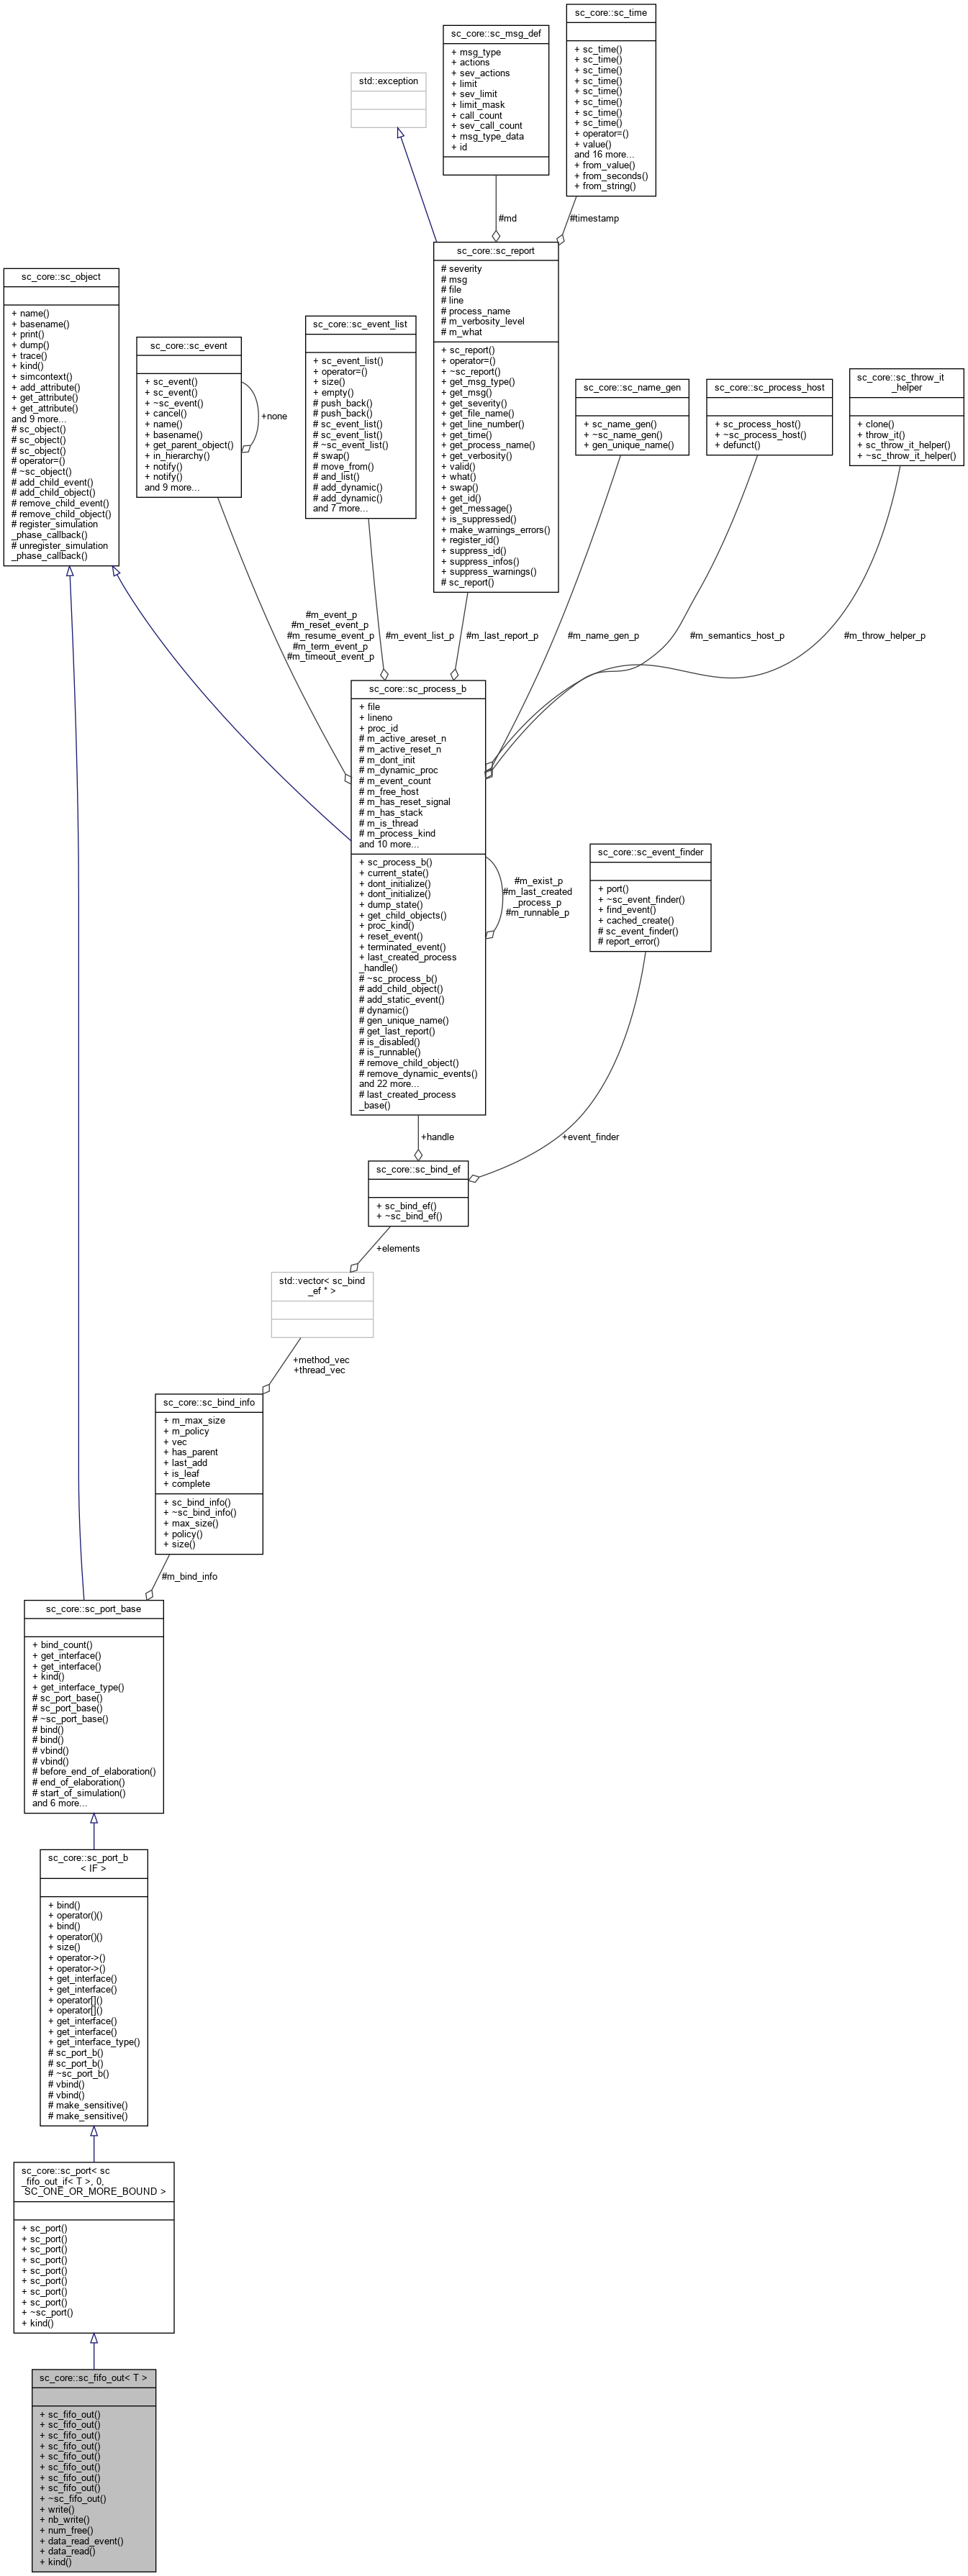 sc_core::sc_time
+ sc_time()
+ sc_time()
+ sc_time()
+ sc_time()
+ sc_time()
+ sc_time()
+ sc_time()
+ sc_time()
+ operator=()
+ value()
and 16 more...
+ from_value()
+ from_seconds()
+ from_string()
sc_core::sc_msg_def
+ msg_type
+ actions
+ sev_actions
+ limit
+ sev_limit
+ limit_mask
+ call_count
+ sev_call_count
+ msg_type_data
+ id
std::exception
#md
#timestamp
sc_core::sc_report
# severity
# msg
# file
# line
# process_name
# m_verbosity_level
# m_what
+ sc_report()
+ operator=()
+ ~sc_report()
+ get_msg_type()
+ get_msg()
+ get_severity()
+ get_file_name()
+ get_line_number()
+ get_time()
+ get_process_name()
+ get_verbosity()
+ valid()
+ what()
+ swap()
+ get_id()
+ get_message()
+ is_suppressed()
+ make_warnings_errors()
+ register_id()
+ suppress_id()
+ suppress_infos()
+ suppress_warnings()
# sc_report()
sc_core::sc_object
+ name()
+ basename()
+ print()
+ dump()
+ trace()
+ kind()
+ simcontext()
+ add_attribute()
+ get_attribute()
+ get_attribute()
and 9 more...
# sc_object()
# sc_object()
# sc_object()
# operator=()
# ~sc_object()
# add_child_event()
# add_child_object()
# remove_child_event()
# remove_child_object()
# register_simulation
_phase_callback()
# unregister_simulation
_phase_callback()
sc_core::sc_event
+ sc_event()
+ sc_event()
+ ~sc_event()
+ cancel()
+ name()
+ basename()
+ get_parent_object()
+ in_hierarchy()
+ notify()
+ notify()
and 9 more...
+none
sc_core::sc_event_list
+ sc_event_list()
+ operator=()
+ size()
+ empty()
# push_back()
# push_back()
# sc_event_list()
# sc_event_list()
# ~sc_event_list()
# swap()
# move_from()
# and_list()
# add_dynamic()
# add_dynamic()
and 7 more...
sc_core::sc_name_gen
+ sc_name_gen()
+ ~sc_name_gen()
+ gen_unique_name()
sc_core::sc_process_host
+ sc_process_host()
+ ~sc_process_host()
+ defunct()
sc_core::sc_throw_it
_helper
+ clone()
+ throw_it()
+ sc_throw_it_helper()
+ ~sc_throw_it_helper()
#m_event_p
#m_reset_event_p
#m_resume_event_p
#m_term_event_p
#m_timeout_event_p
#m_event_list_p
#m_last_report_p
#m_name_gen_p
#m_semantics_host_p
#m_throw_helper_p
sc_core::sc_process_b
+ file
+ lineno
+ proc_id
# m_active_areset_n
# m_active_reset_n
# m_dont_init
# m_dynamic_proc
# m_event_count
# m_free_host
# m_has_reset_signal
# m_has_stack
# m_is_thread
# m_process_kind
and 10 more...
+ sc_process_b()
+ current_state()
+ dont_initialize()
+ dont_initialize()
+ dump_state()
+ get_child_objects()
+ proc_kind()
+ reset_event()
+ terminated_event()
+ last_created_process
_handle()
# ~sc_process_b()
# add_child_object()
# add_static_event()
# dynamic()
# gen_unique_name()
# get_last_report()
# is_disabled()
# is_runnable()
# remove_child_object()
# remove_dynamic_events()
and 22 more...
# last_created_process
_base()
#m_exist_p
#m_last_created
_process_p
#m_runnable_p
sc_core::sc_event_finder
+ port()
+ ~sc_event_finder()
+ find_event()
+ cached_create()
# sc_event_finder()
# report_error()
+handle
+event_finder
sc_core::sc_bind_ef
+ sc_bind_ef()
+ ~sc_bind_ef()
+elements
std::vector< sc_bind
_ef * >
+method_vec
+thread_vec
sc_core::sc_bind_info
+ m_max_size
+ m_policy
+ vec
+ has_parent
+ last_add
+ is_leaf
+ complete
+ sc_bind_info()
+ ~sc_bind_info()
+ max_size()
+ policy()
+ size()
#m_bind_info
sc_core::sc_port_base
+ bind_count()
+ get_interface()
+ get_interface()
+ kind()
+ get_interface_type()
# sc_port_base()
# sc_port_base()
# ~sc_port_base()
# bind()
# bind()
# vbind()
# vbind()
# before_end_of_elaboration()
# end_of_elaboration()
# start_of_simulation()
and 6 more...
sc_core::sc_port_b
< IF >
+ bind()
+ operator()()
+ bind()
+ operator()()
+ size()
+ operator->()
+ operator->()
+ get_interface()
+ get_interface()
+ operator[]()
+ operator[]()
+ get_interface()
+ get_interface()
+ get_interface_type()
# sc_port_b()
# sc_port_b()
# ~sc_port_b()
# vbind()
# vbind()
# make_sensitive()
# make_sensitive()
sc_core::sc_port< sc
_fifo_out_if< T >, 0,
SC_ONE_OR_MORE_BOUND >
+ sc_port()
+ sc_port()
+ sc_port()
+ sc_port()
+ sc_port()
+ sc_port()
+ sc_port()
+ sc_port()
+ ~sc_port()
+ kind()
sc_core::sc_fifo_out< T >
+ sc_fifo_out()
+ sc_fifo_out()
+ sc_fifo_out()
+ sc_fifo_out()
+ sc_fifo_out()
+ sc_fifo_out()
+ sc_fifo_out()
+ sc_fifo_out()
+ ~sc_fifo_out()
+ write()
+ nb_write()
+ num_free()
+ data_read_event()
+ data_read()
+ kind()